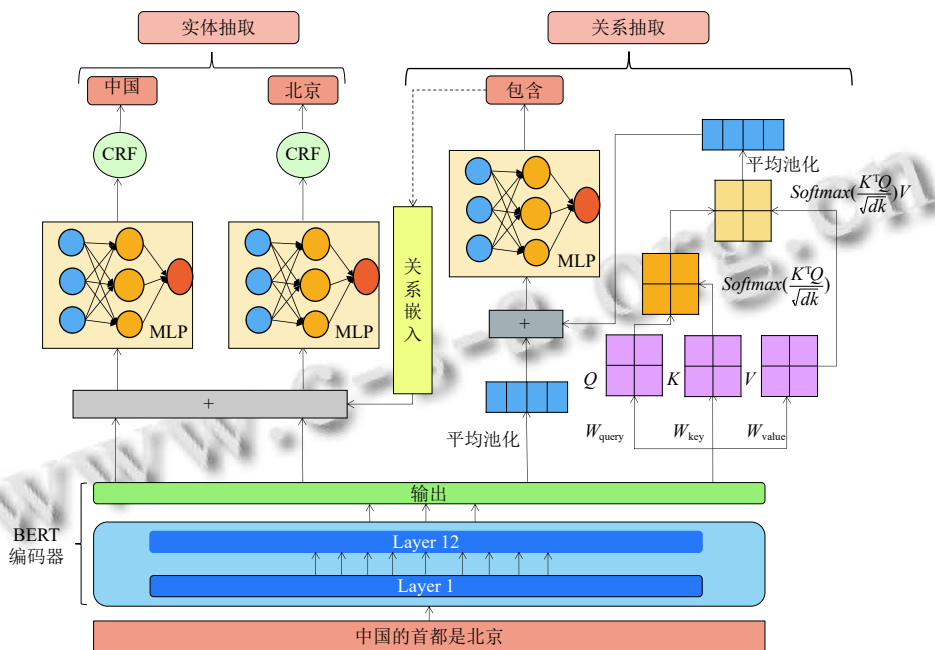 实体抽取
关系抽取
中国
北京
包含
CRF
CRF
平均池化
Softmax(K^TQ/√dk)V
MLP
关系嵌入
Softmax(K^TQ/√dk)
MLP
MLP
+
Q
K
V
+
平均池化
W_query
W_key
W_value
输出
BERT
编码器
Layer 12
Layer 1
中国的首都是北京
www.c-s-a.org.cn